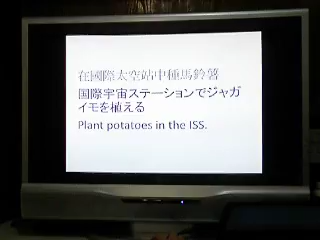 在國際太空站中種馬鈴薯
国際宇宙ステーションでジャガ
イモを植える
Plant potatoes in the ISS.